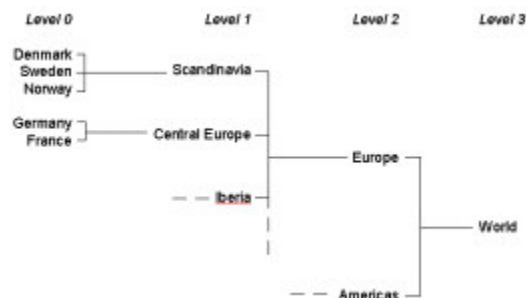 Level 0 Level 1 Level 2 Level 3
Denmark
Sweden Scandinavia
Norway
Germany
France Central Europe
Europe
Iberia
World
Americas